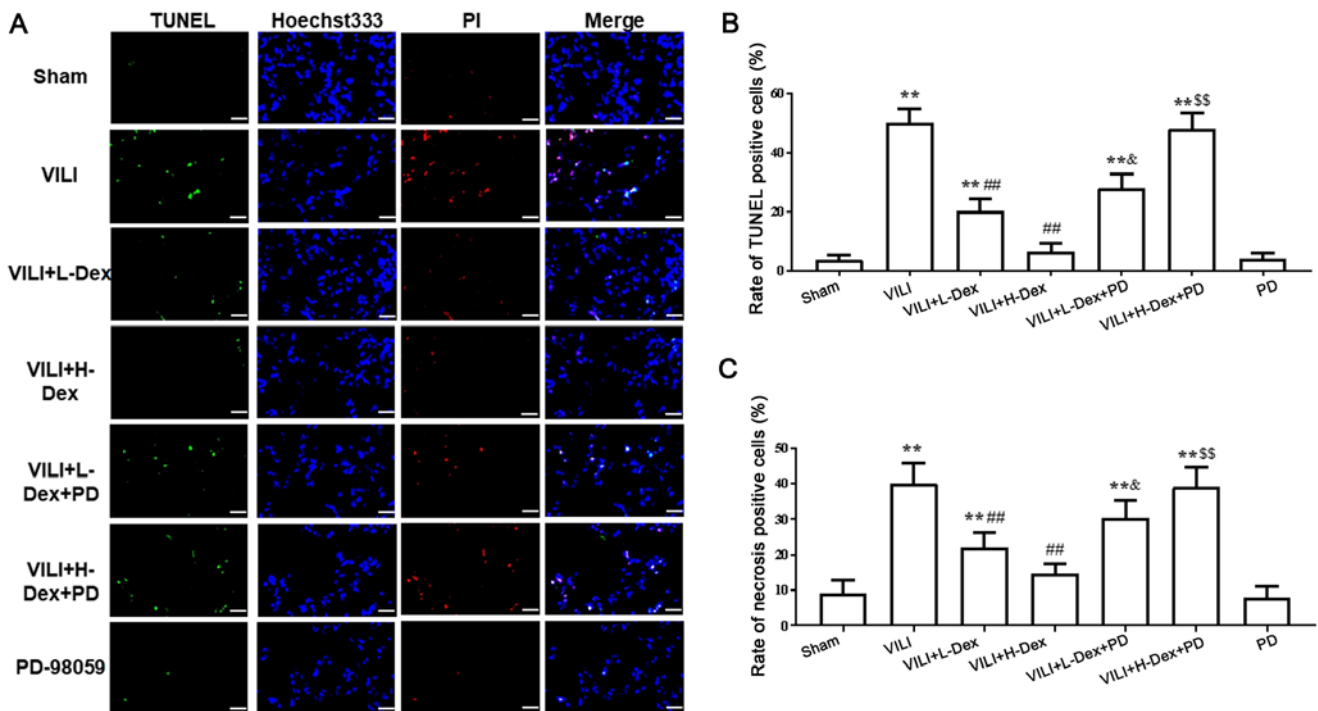 A
TUNEL Hoechst333 PI Merge
Sham
VILI
VILI+L-Dex
VILI+H-
Dex
VILI+L-
Dex+PD
VILI+H-
Dex+PD
PD-98059
B
Rate of TUNEL positive cells (%)
60
40
20
0
**
** ##
##
**&
**$$
Sham
VILI
VILI+L-Dex
VILI+H-Dex
VILI+L-Dex+PD
VILI+H-Dex+PD
PD
C
Rate of necrosis positive cells (%)
50
40
30
20
10
0
**
**##
##
**&
**$$
Sham
VILI
VILI+L-Dex
VILI+H-Dex
VILI+L-Dex+PD
VILI+H-Dex+PD
PD